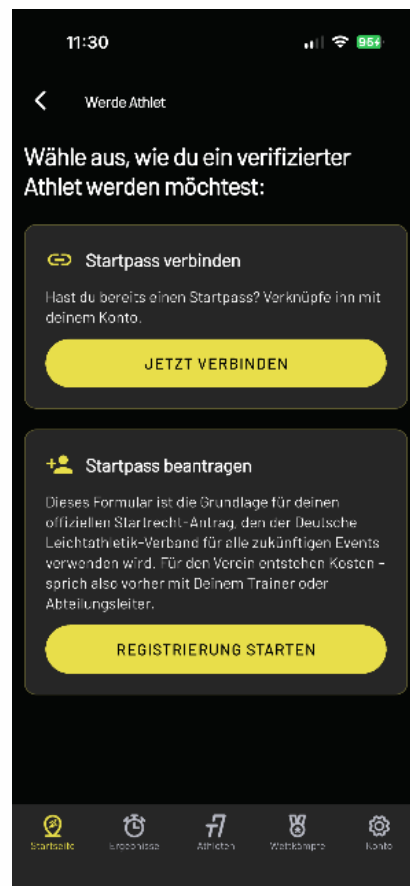 11:30
95
Werde Athlet
Wähle aus, wie du ein verifizierter
Athlet werden möchtest:
Startpass verbinden
Hast du bereits einen Startpass? Verknüpfe ihn mit
deinem Konto.
JETZT VERBINDEN
Startpass beantragen
Dieses Formular ist die Grundlage für deinen
offiziellen Startrecht-Antrag, den der Deutsche
Leichtathletik-Verband für alle zukünftigen Events
verwenden wird. Für den Verein entstehen Kosten -
sprich also vorher mit Deinem Trainer oder
Abteilungsleiter.
REGISTRIERUNG STARTEN
Startseite Ergebnisse Athleten Wettkämpfe Konto